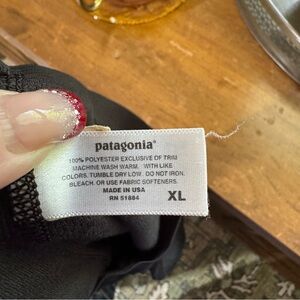 patagonia®
100% POLYESTER EXCLUSIVE OF TRIM
MACHINE WASH WARM. WITH LIKE
COLORS. TUMBLE DRY LOW. DO NOT IRON.
BLEACH. OR USE FABRIC SOFTENERS.
MADE IN USA
RN 51884
XL